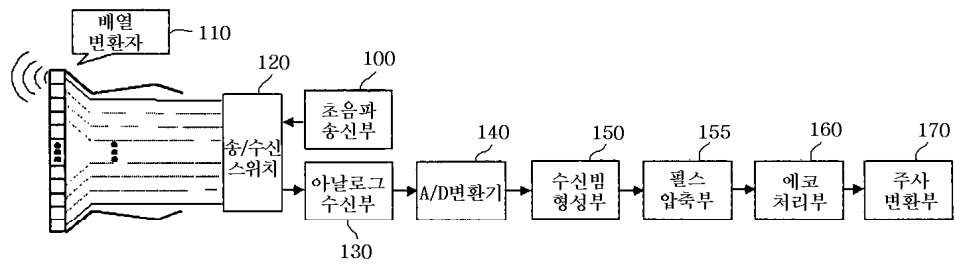 배열
변환자
110
120
송/수신
스위치
100
초음파
송신부
아날로그
수신부
130
140
A/D변환기
150
수신빔
형성부
155
펄스
압축부
160
에코
처리부
170
주사
변환부